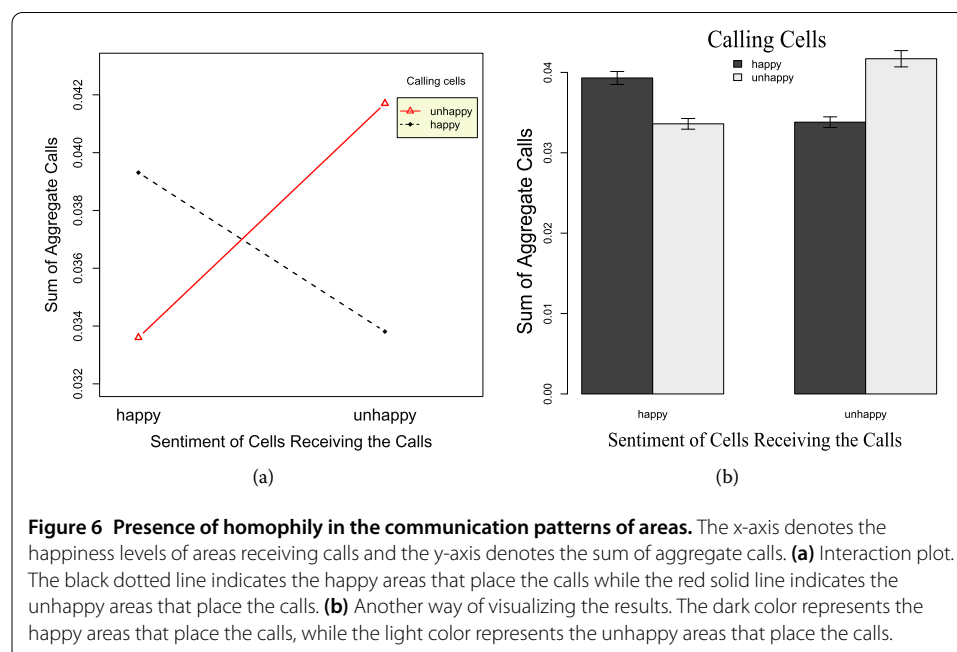 Calling cells
unhappy
happy
Sum of Aggregate Calls
0.042
0.040
0.038
0.036
0.034
0.032
happy
unhappy
Sentiment of Cells Receiving the Calls
(a)
Calling Cells
happy
unhappy
Sum of Aggregate Calls
0.04
0.03
0.02
0.01
0.00
happy
unhappy
Sentiment of Cells Receiving the Calls
(b)
Figure 6 Presence of homophily in the communication patterns of areas. The x-axis denotes the
happiness levels of areas receiving calls and the y-axis denotes the sum of aggregate calls. (a) Interaction plot.
The black dotted line indicates the happy areas that place the calls while the red solid line indicates the
unhappy areas that place the calls. (b) Another way of visualizing the results. The dark color represents the
happy areas that place the calls, while the light color represents the unhappy areas that place the calls.